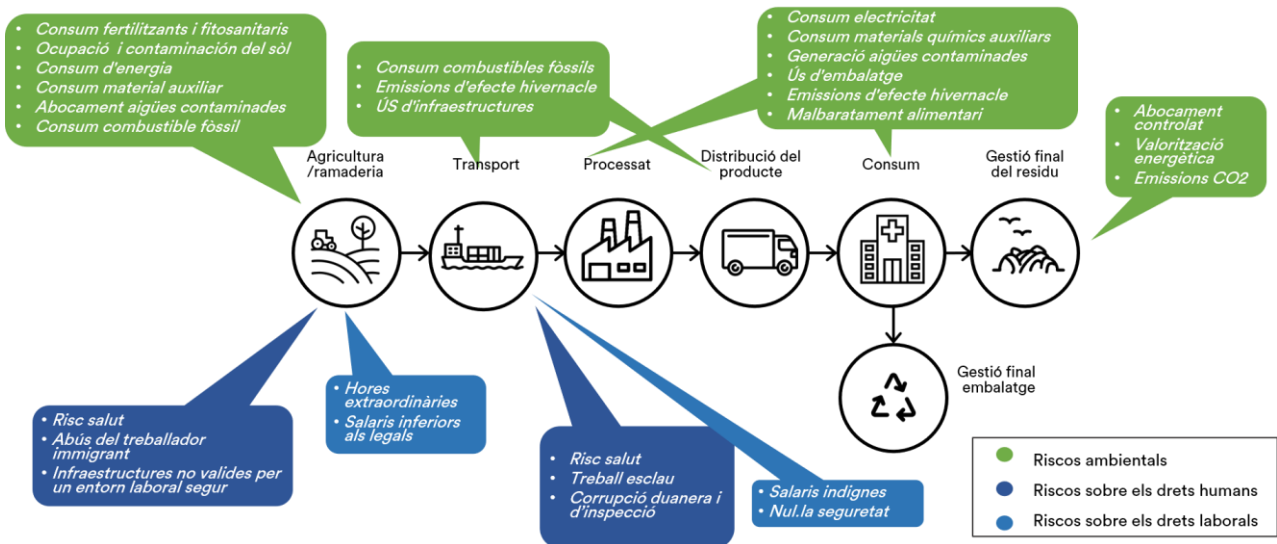 • Consum fertilitzants i fitosanitaris
• Ocupació i contaminación del sòl
• Consum d'energia
• Consum material auxiliar
• Abocament aigües contaminades
• Consum combustible fòssil
• Consum combustibles fòssils
• Emissions d'efecte hivernacle
• ÚS d'infraestructures
• Consum electricitat
• Consum materials químics auxiliars
• Generació aigües contaminades
• Ús d'embalatge
• Emissions d'efecte hivernacle
• Malbaratament alimentari
• Abocament
controlat
• Valorització
energètica
• Emissions CO2
Agricultura
/ramaderia
Transport
Processat
Distribució del
producte
Consum
Gestió final
del residu
Gestió final
embalatge
• Risc salut
• Abús del treballador
immigrant
• Infraestructures no valides per
un entorn laboral segur
• Hores
extraordinàries
• Salaris inferiors
als legals
• Risc salut
• Treball esclau
• Corrupció duanera i
d'inspecció
• Salaris indignes
• Nul.la seguretat
Riscos ambientals
Riscos sobre els drets humans
Riscos sobre els drets laborals